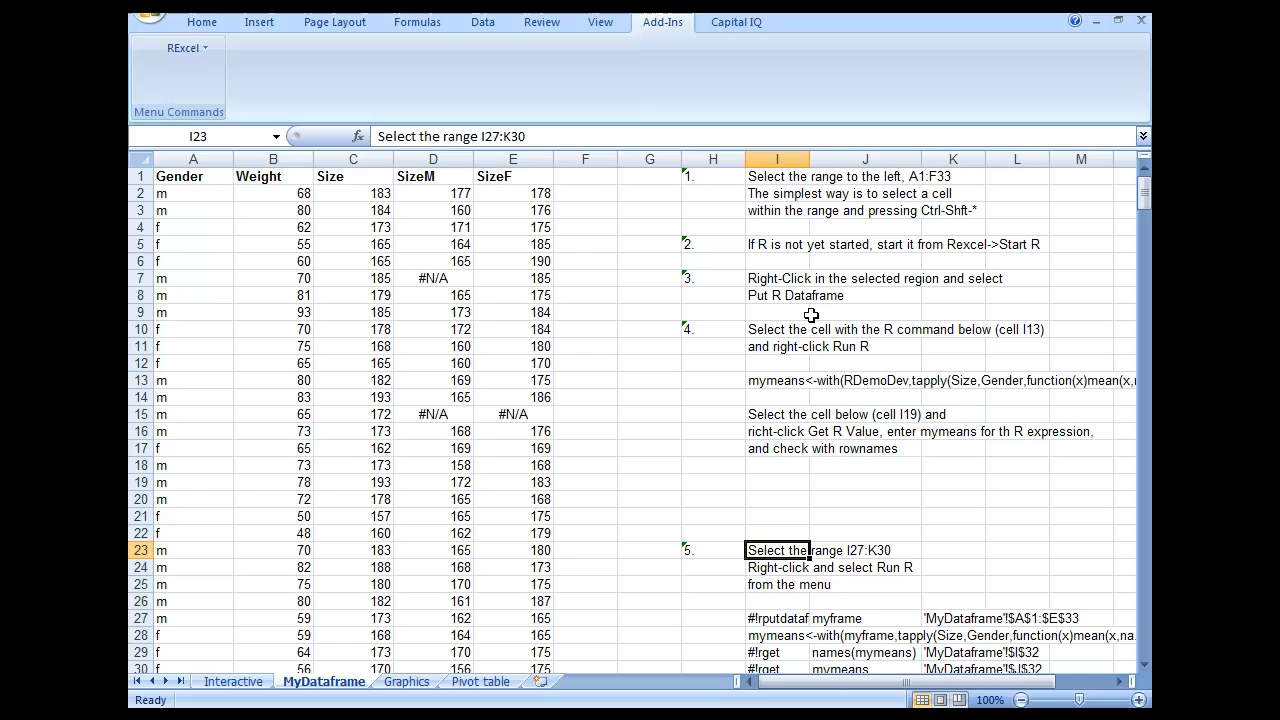 Home Insert Page Layout Formulas Data Review View Add-Ins Capital IQ
RExcel
Menu Commands
I23 fx Select the range I27:K30
A B C D E F G H I J K L M
1 Gender Weight Size SizeM SizeF 1. Select the range to the left, A1:F33
2 m 68 183 177 178 The simplest way is to select a cell
3 m 80 184 160 176 within the range and pressing Ctrl-Shft-*
4 f 62 173 171 175
5 f 55 165 164 185 2. If R is not yet started, start it from Rexcel->Start R
6 f 60 165 165 190
7 m 70 185 #N/A 185 3. Right-Click in the selected region and select
8 m 81 179 165 175 Put R Dataframe
9 m 93 185 173 184
10 f 70 178 172 184 4. Select the cell with the R command below (cell I13)
11 f 75 168 160 180 and right-click Run R
12 f 65 165 160 170
13 m 80 182 169 175 mymeans<-with(RDemoDev,tapply(Size,Gender,function(x)mean(x,
14 m 83 193 165 186
15 m 65 172 #N/A #N/A Select the cell below (cell I19) and
16 m 73 173 168 176 richt-click Get R Value, enter mymeans for th R expression,
17 f 65 162 169 169 and check with rownames
18 m 73 173 158 168
19 m 78 193 172 183
20 m 72 178 165 168
21 f 50 157 165 175
22 f 48 160 162 179
23 m 70 183 165 180 5. Select the range I27:K30
24 m 82 188 168 173 Right-click and select Run R
25 m 75 180 170 175 from the menu
26 m 80 182 161 187
27 m 59 173 162 165 #!rputdataf myframe 'MyDataframe'!$A$1:$E$33
28 f 59 168 164 165 mymeans<-with(myframe,tapply(Size,Gender,function(x)mean(x,na.
29 f 64 173 170 175 #!rget names(mymeans) 'MyDataframe'!$I$32
30 f 56 170 156 175 #!rget mymeans 'MyDataframe'!$J$32
Interactive MyDataframe Graphics Pivot table
Ready 100%